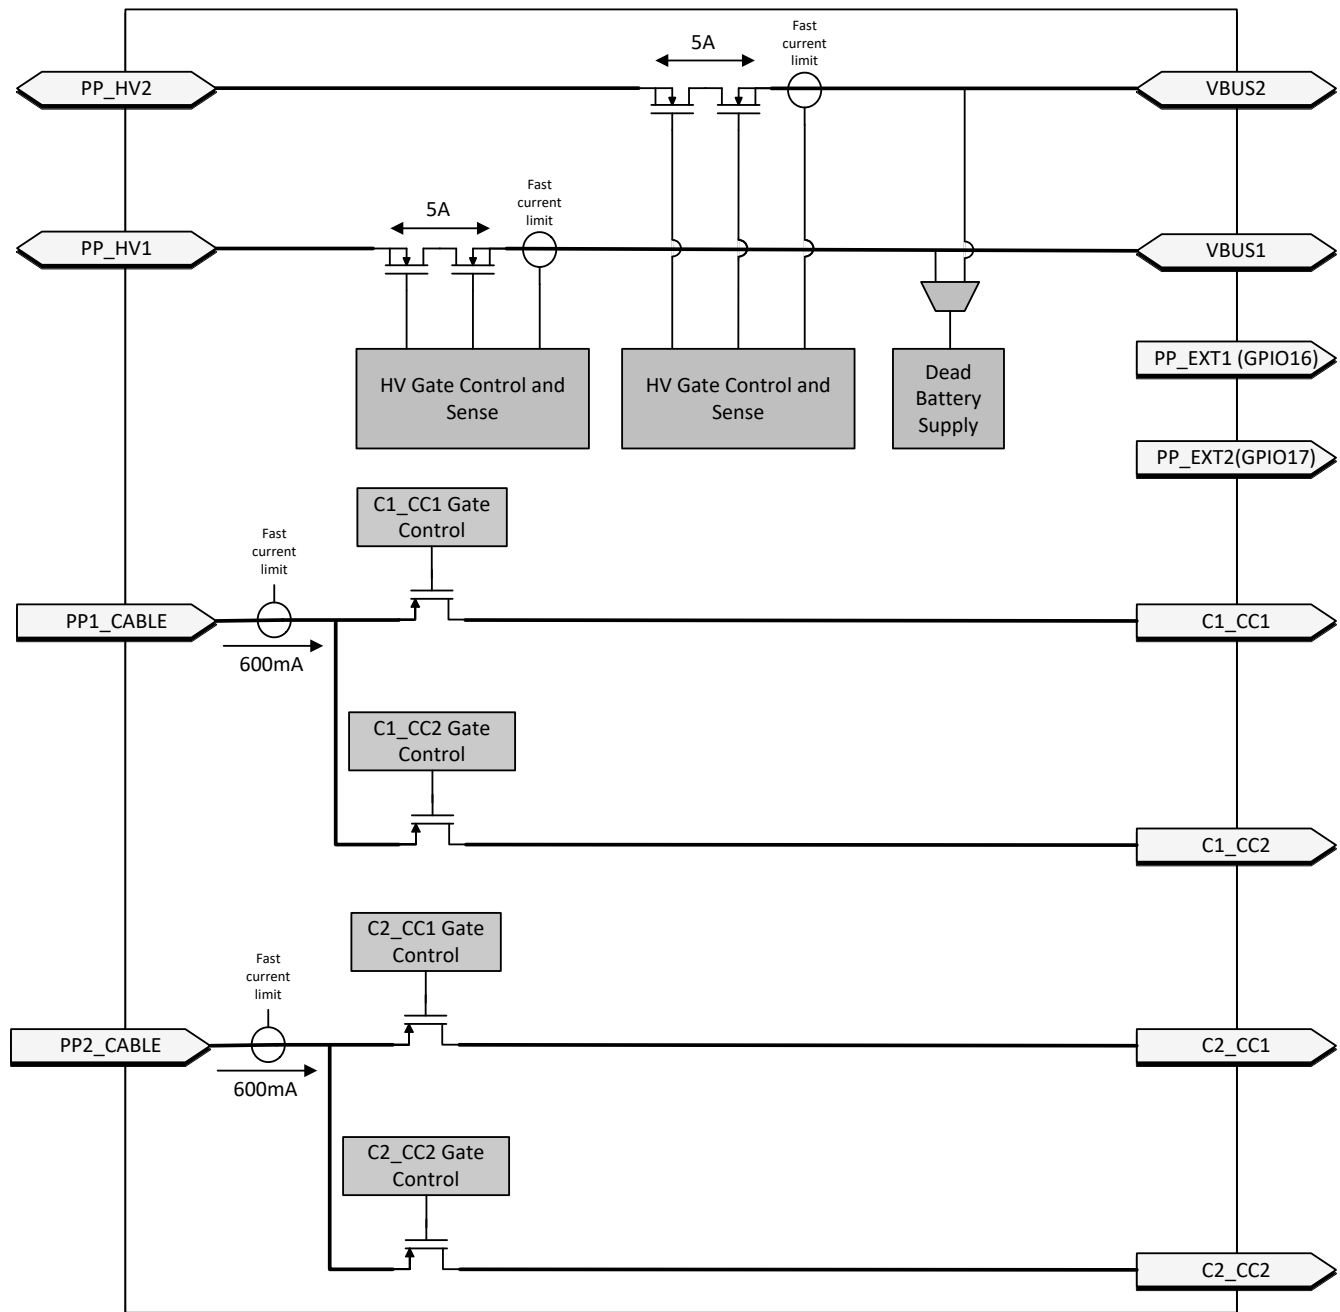 5A
Fast
current
limit
PP_HV2
VBUS2
5A
Fast
current
limit
PP_HV1
VBUS1
HV Gate Control and
Sense
HV Gate Control and
Sense
Dead
Battery
Supply
PP_EXT1 (GPIO16)
PP_EXT2(GPIO17)
C1_CC1 Gate
Control
Fast
current
limit
PP1_CABLE
600mA
C1_CC1
C1_CC2 Gate
Control
C1_CC2
C2_CC1 Gate
Control
Fast
current
limit
PP2_CABLE
600mA
C2_CC1
C2_CC2 Gate
Control
C2_CC2